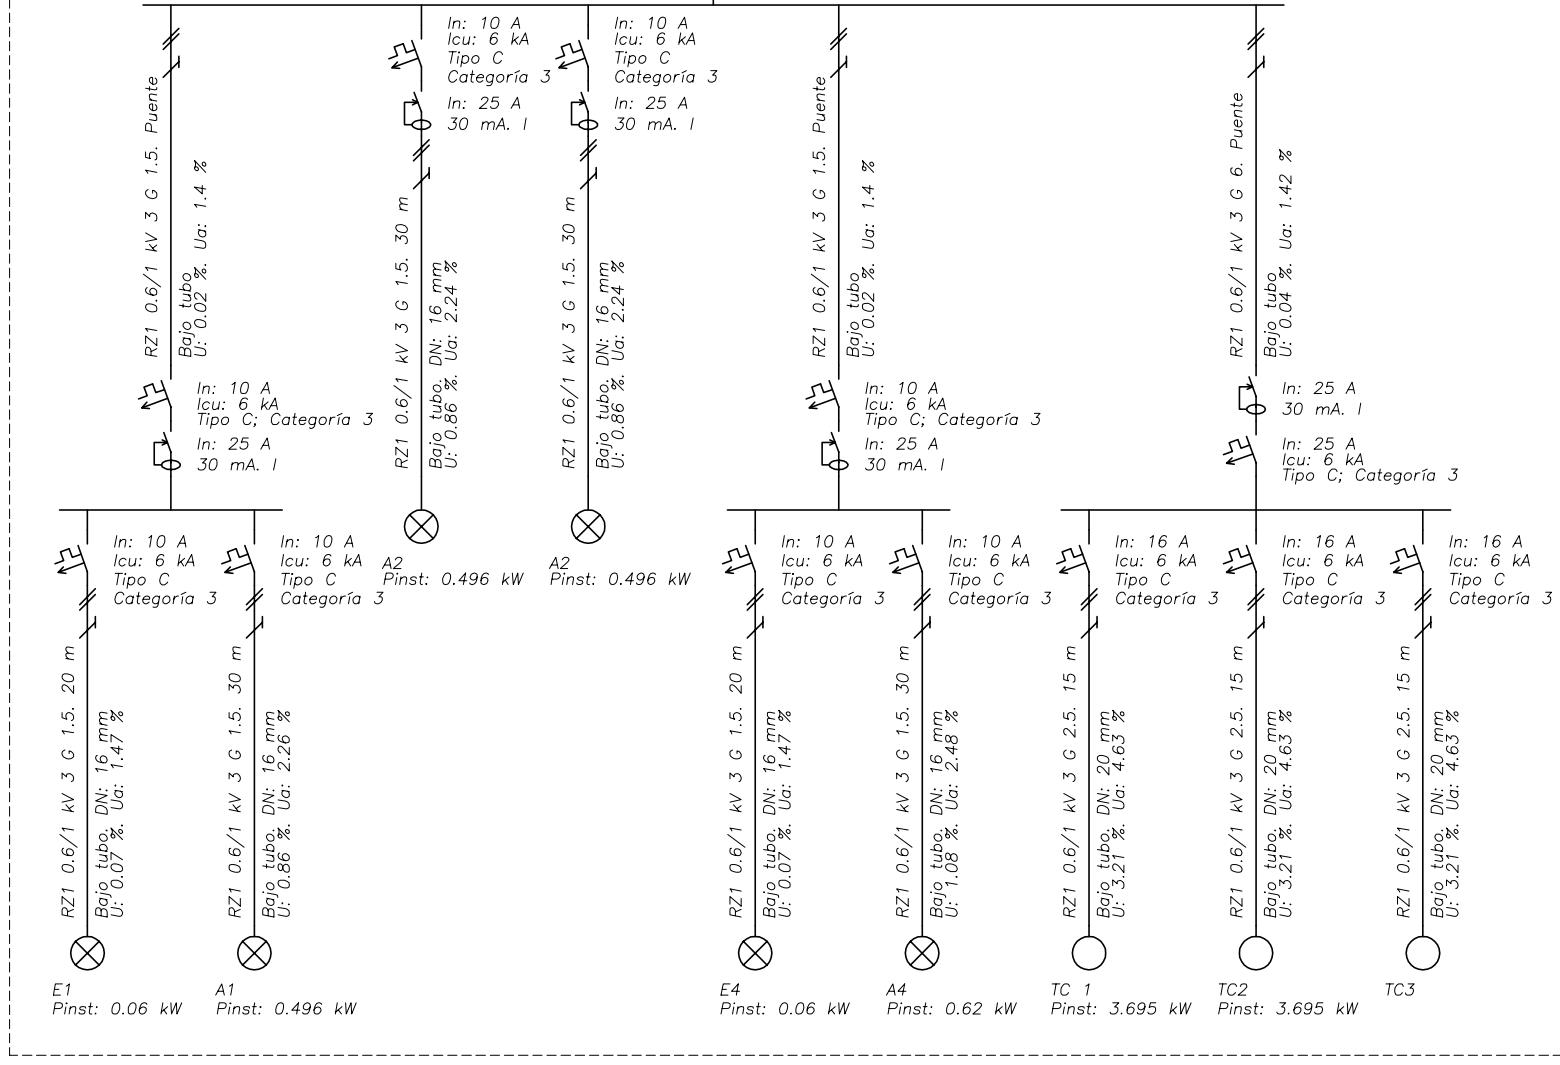 In: 10 A
Icu: 6 kA
Tipo C
Categoría 3
In: 25 A
30 mA. I
In: 10 A
Icu: 6 kA
Tipo C
Categoría 3
In: 25 A
30 mA. I
RZ1 0.6/1 kV 3 G 1.5. Puente
Bajo tubo
U: 0.02 %. Ua: 1.4 %
RZ1 0.6/1 kV 3 G 1.5. 30 m
Bajo tubo. DN: 16 mm
U: 0.86 %. Ua: 2.24 %
RZ1 0.6/1 kV 3 G 1.5. 30 m
Bajo tubo. DN: 16 mm
U: 0.86 %. Ua: 2.24 %
RZ1 0.6/1 kV 3 G 1.5. Puente
Bajo tubo
U: 0.02 %. Ua: 1.4 %
RZ1 0.6/1 kV 3 G 6. Puente
Bajo tubo
U: 0.04 %. Ua: 1.42 %
In: 10 A
Icu: 6 kA
Tipo C; Categoría 3
In: 25 A
30 mA. I
In: 10 A
Icu: 6 kA
Tipo C; Categoría 3
In: 25 A
30 mA. I
In: 25 A
30 mA. I
In: 25 A
Icu: 6 kA
Tipo C; Categoría 3
A2
Pinst: 0.496 kW
A2
Pinst: 0.496 kW
In: 10 A
Icu: 6 kA
Tipo C
Categoría 3
In: 10 A
Icu: 6 kA
Tipo C
Categoría 3
In: 10 A
Icu: 6 kA
Tipo C
Categoría 3
In: 10 A
Icu: 6 kA
Tipo C
Categoría 3
In: 16 A
Icu: 6 kA
Tipo C
Categoría 3
In: 16 A
Icu: 6 kA
Tipo C
Categoría 3
In: 16 A
Icu: 6 kA
Tipo C
Categoría 3
RZ1 0.6/1 kV 3 G 1.5. 20 m
Bajo tubo. DN: 16 mm
U: 0.07 %. Ua: 1.47 %
RZ1 0.6/1 kV 3 G 1.5. 30 m
Bajo tubo. DN: 16 mm
U: 0.86 %. Ua: 2.26 %
RZ1 0.6/1 kV 3 G 1.5. 20 m
Bajo tubo. DN: 16 mm
U: 0.07 %. Ua: 1.47 %
RZ1 0.6/1 kV 3 G 1.5. 30 m
Bajo tubo. DN: 16 mm
U: 1.08 %. Ua: 2.48 %
RZ1 0.6/1 kV 3 G 2.5. 15 m
Bajo tubo. DN: 20 mm
U: 3.21 %. Ua: 4.63 %
RZ1 0.6/1 kV 3 G 2.5. 15 m
Bajo tubo. DN: 20 mm
U: 3.21 %. Ua: 4.63 %
RZ1 0.6/1 kV 3 G 2.5. 15 m
Bajo tubo. DN: 20 mm
U: 3.21 %. Ua: 4.63 %
E1
Pinst: 0.06 kW
A1
Pinst: 0.496 kW
E4
Pinst: 0.06 kW
A4
Pinst: 0.62 kW
TC 1
Pinst: 3.695 kW
TC2
Pinst: 3.695 kW
TC3